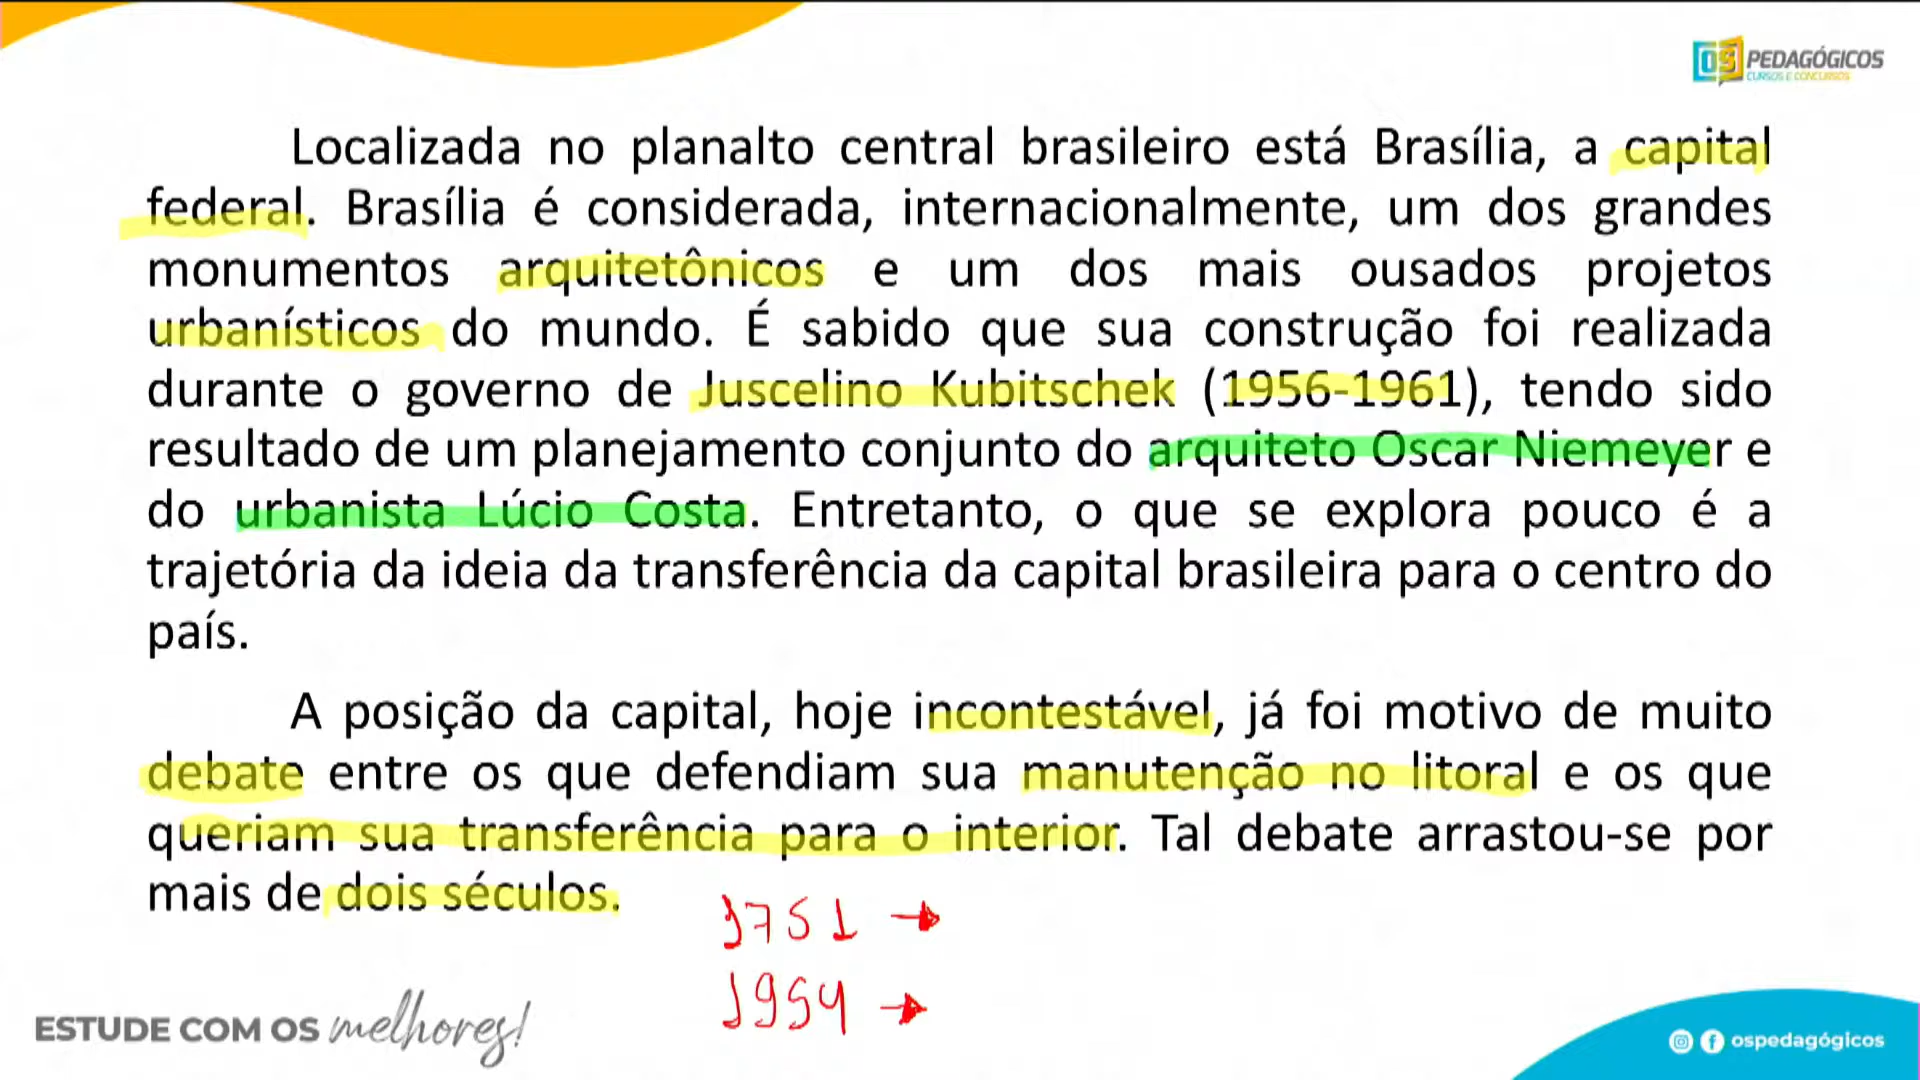 OS PEDAGÓGICOS
CURSOS E CONCURSOS
Localizada no planalto central brasileiro está Brasília, a capital
federal. Brasília é considerada, internacionalmente, um dos grandes
monumentos arquitetônicos e um dos mais ousados projetos
urbanísticos do mundo. É sabido que sua construção foi realizada
durante o governo de Juscelino Kubitschek (1956-1961), tendo sido
resultado de um planejamento conjunto do arquiteto Oscar Niemeyer e
do urbanista Lúcio Costa. Entretanto, o que se explora pouco é a
trajetória da ideia da transferência da capital brasileira para o centro do
país.
A posição da capital, hoje incontestável, já foi motivo de muito
debate entre os que defendiam sua manutenção no litoral e os que
queriam sua transferência para o interior. Tal debate arrastou-se por
mais de dois séculos.
1751 →
1954 →
ESTUDE COM OS melhores!
ospedagógicos